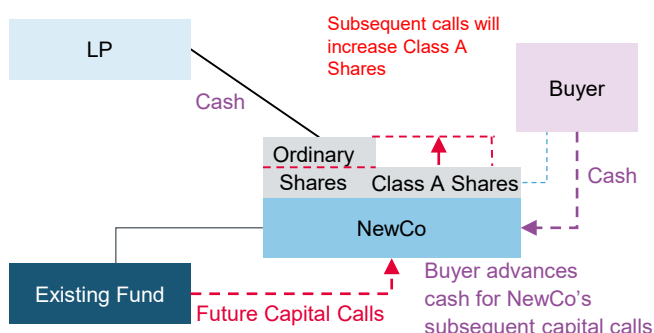 Subsequent calls will
increase Class A
Shares
LP
Buyer
Cash
Ordinary
Shares
Class A Shares
Cash
NewCo
Existing Fund
Future Capital Calls
Buyer advances
cash for NewCo's
subsequent capital calls